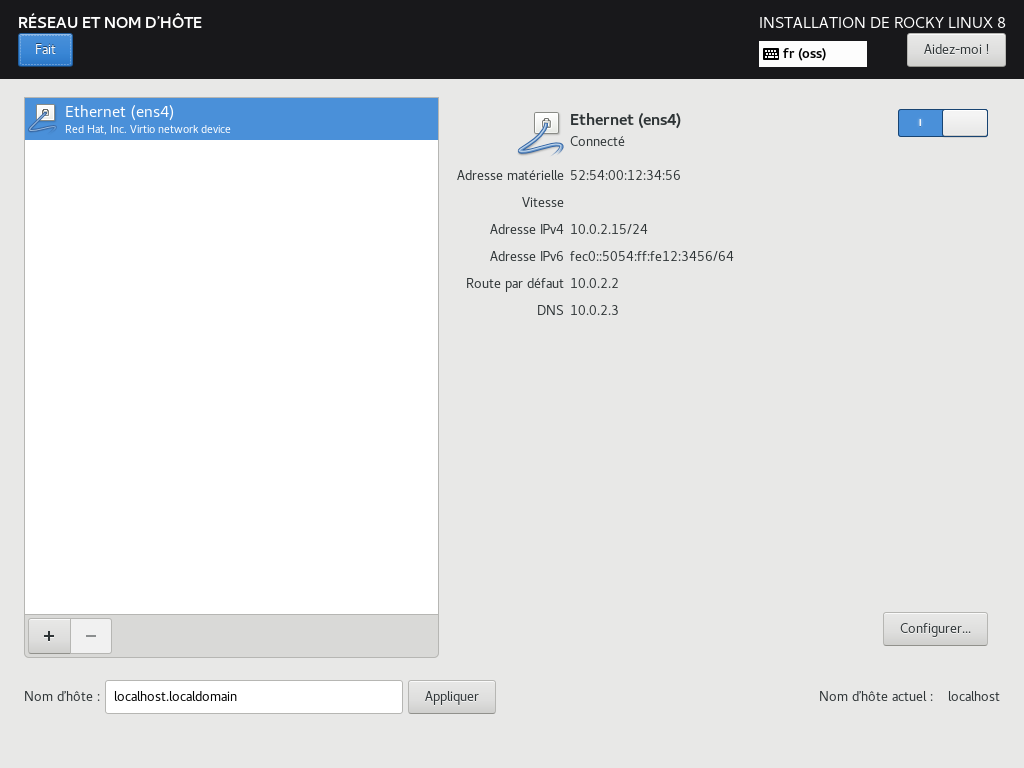 RÉSEAU ET NOM D'HÔTE
INSTALLATION DE ROCKY LINUX 8
Fait
fr (oss)
Aidez-moi !
Ethernet (ens4)
Red Hat, Inc. Virtio network device
Ethernet (ens4)
Connecté
Adresse matérielle 52:54:00:12:34:56
Vitesse
Adresse IPv4 10.0.2.15/24
Adresse IPv6 fec0::5054:ff:fe12:3456/64
Route par défaut 10.0.2.2
DNS 10.0.2.3
Configurer...
Nom d'hôte : localhost.localdomain Appliquer
Nom d'hôte actuel : localhost